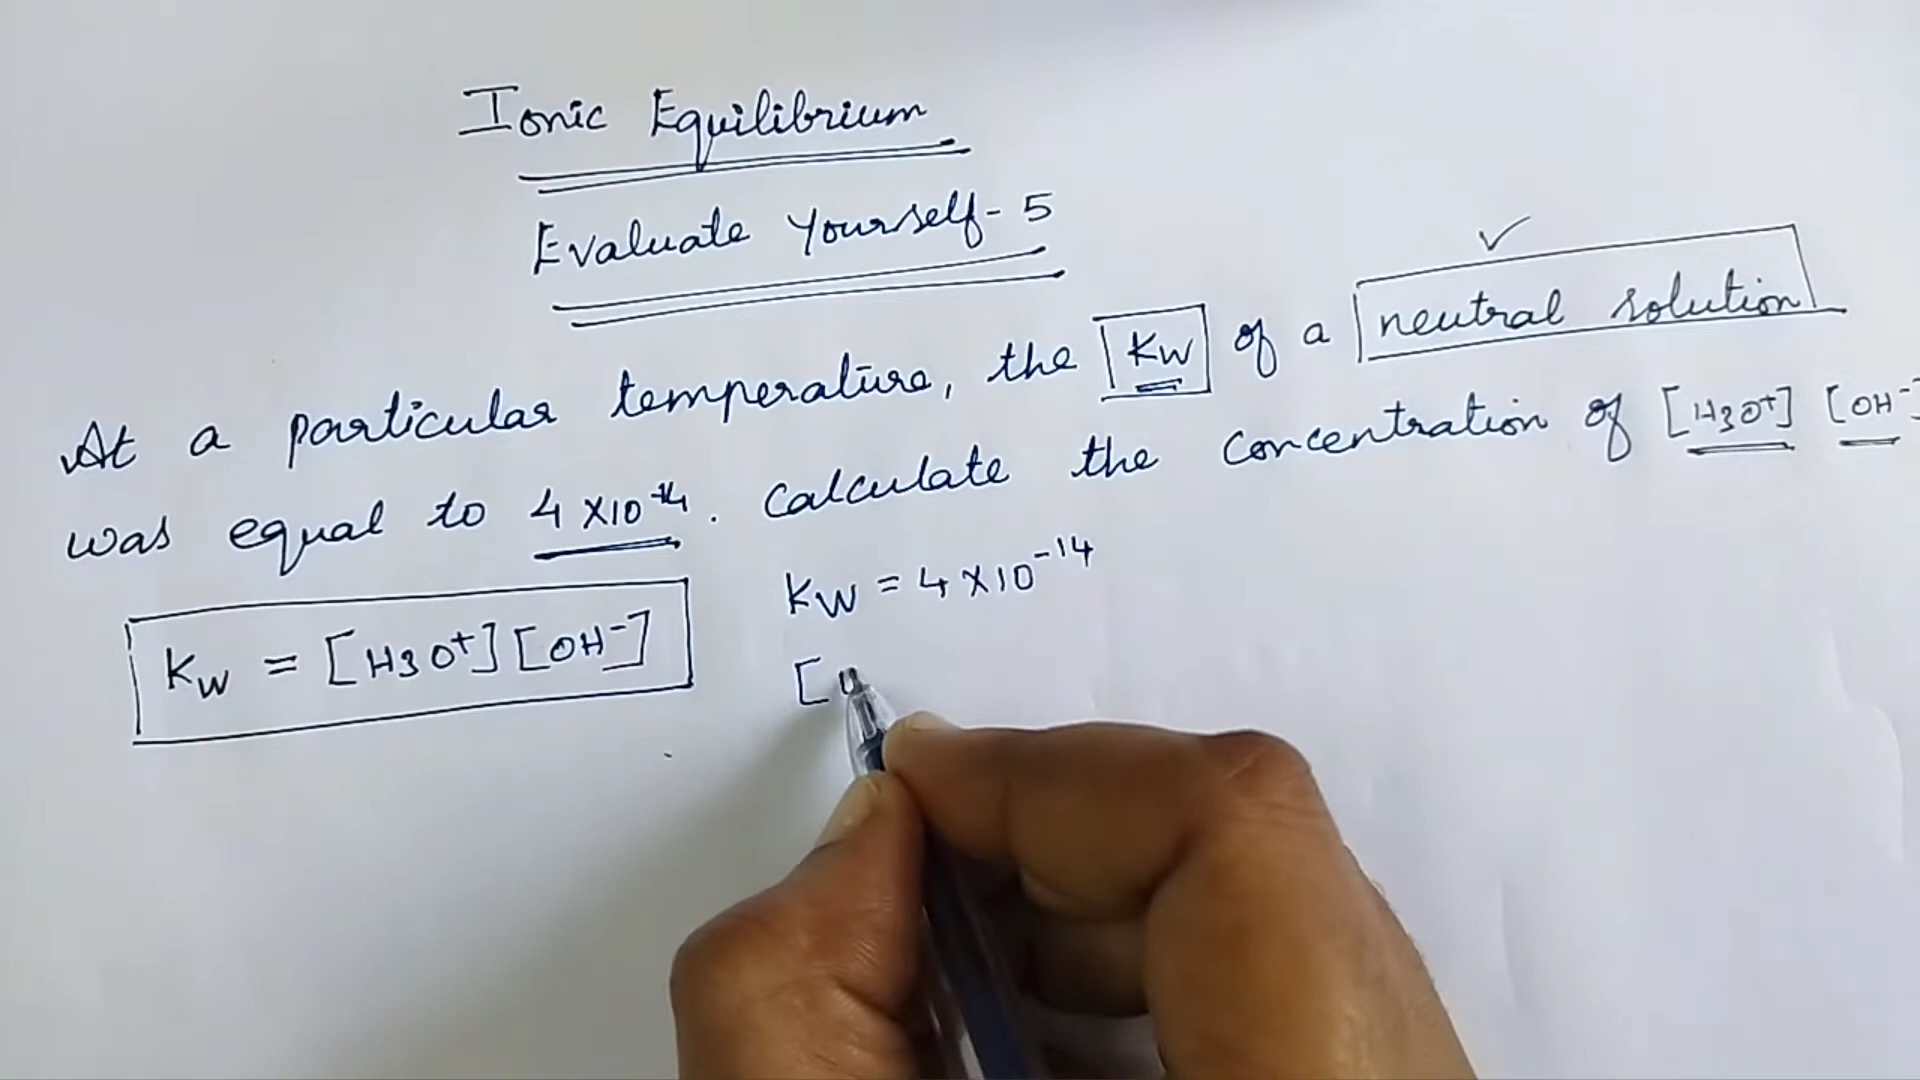 Ionic Equilibrium
Evaluate Yourself-5
At a particular temperature, the Kw of a neutral solution
was equal to 4 X10⁻¹⁴. Calculate the concentration of [H3O⁺] [OH⁻]
Kw = 4 X10⁻¹⁴
Kw = [H3O⁺][OH⁻]
[